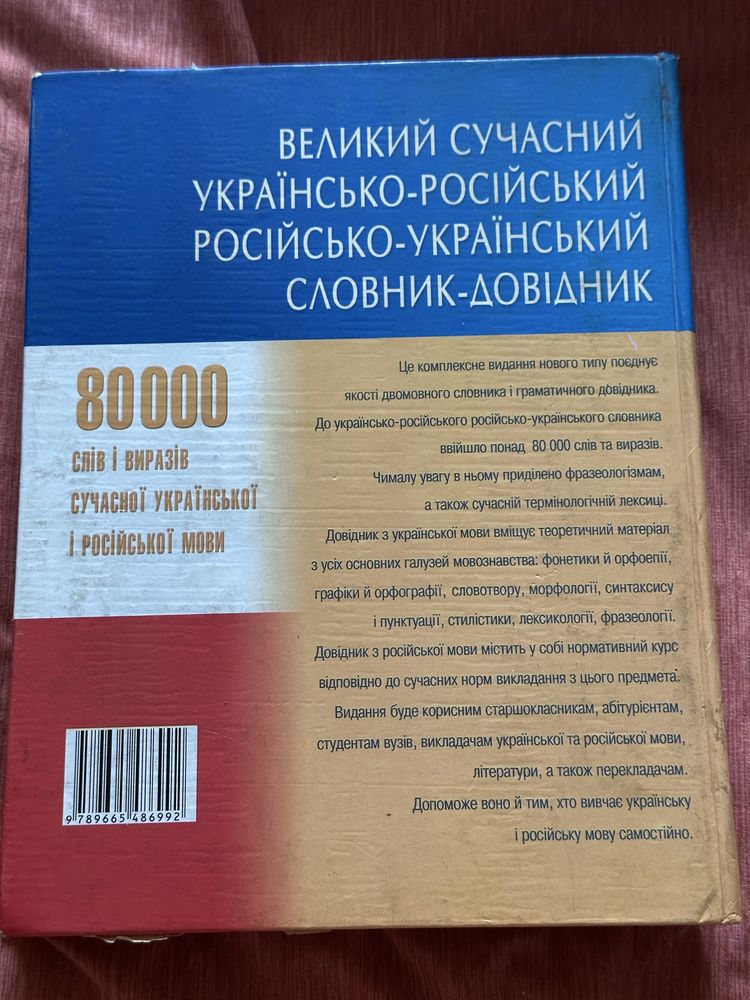 ВЕЛИКИЙ СУЧАСНИЙ
УКРАЇНСЬКО-РОСІЙСЬКИЙ
РОСІЙСЬКО-УКРАЇНСЬКИЙ
СЛОВНИК-ДОВІДНИК
80 000
СЛІВ І ВИРАЗІВ
СУЧАСНОЇ УКРАЇНСЬКОЇ
І РОСІЙСЬКОЇ МОВИ
Це комплексне видання нового типу поєднує
якості двомовного словника і граматичного довідника.
До українсько-російського російсько-українського словника
ввійшло понад 80 000 слів та виразів.
Чималу увагу в ньому приділено фразеологізмам,
а також сучасній термінологічній лексиці.
Довідник з української мови вміщує теоретичний матеріал
з усіх основних галузей мовознавства: фонетики й орфоепії,
графіки й орфографії, словотвору, морфології, синтаксису
і пунктуації, стилістики, лексикології, фразеології.
Довідник з російської мови містить у собі нормативний курс
відповідно до сучасних норм викладання з цього предмета.
Видання буде корисним старшокласникам, абітурієнтам,
студентам вузів, викладачам української та російської мови,
літератури, а також перекладачам.
Допоможе воно й тим, хто вивчає українську
і російську мову самостійно.
9 789665 486992